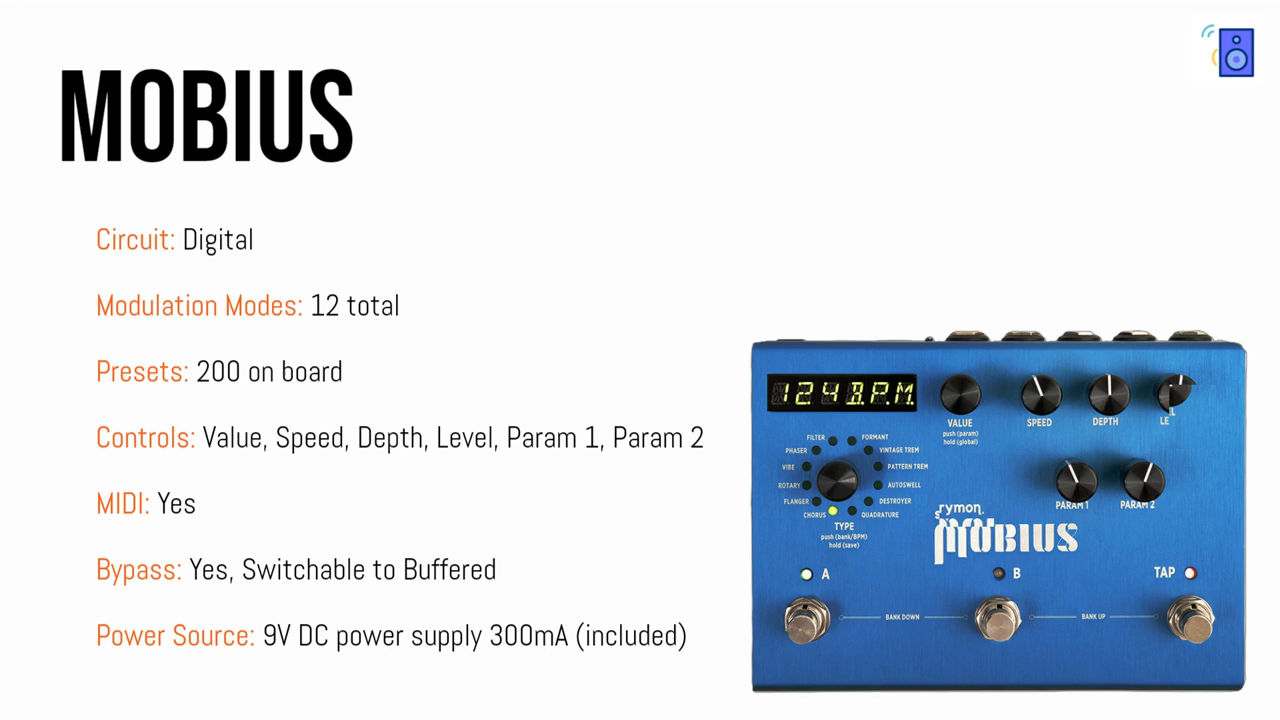 MOBIUS
Circuit: Digital
Modulation Modes: 12 total
Presets: 200 on board
Controls: Value, Speed, Depth, Level, Param 1, Param 2
MIDI: Yes
Bypass: Yes, Switchable to Buffered
Power Source: 9V DC power supply 300mA (included)
124 B.P.M.
VALUE
push (param)
hold (global)
SPEED
DEPTH
LE
FILTER
FORMANT
PHASER
VINTAGE TREM
VIBE
PATTERN TREM
ROTARY
AUTOSWELL
FLANGER
DESTROYER
CHORUS
QUADRATURE
TYPE
push (bank/BPM)
hold (save)
PARAM 1
PARAM 2
rymon.
MOBIUS
A
B
TAP
BANK DOWN
BANK UP